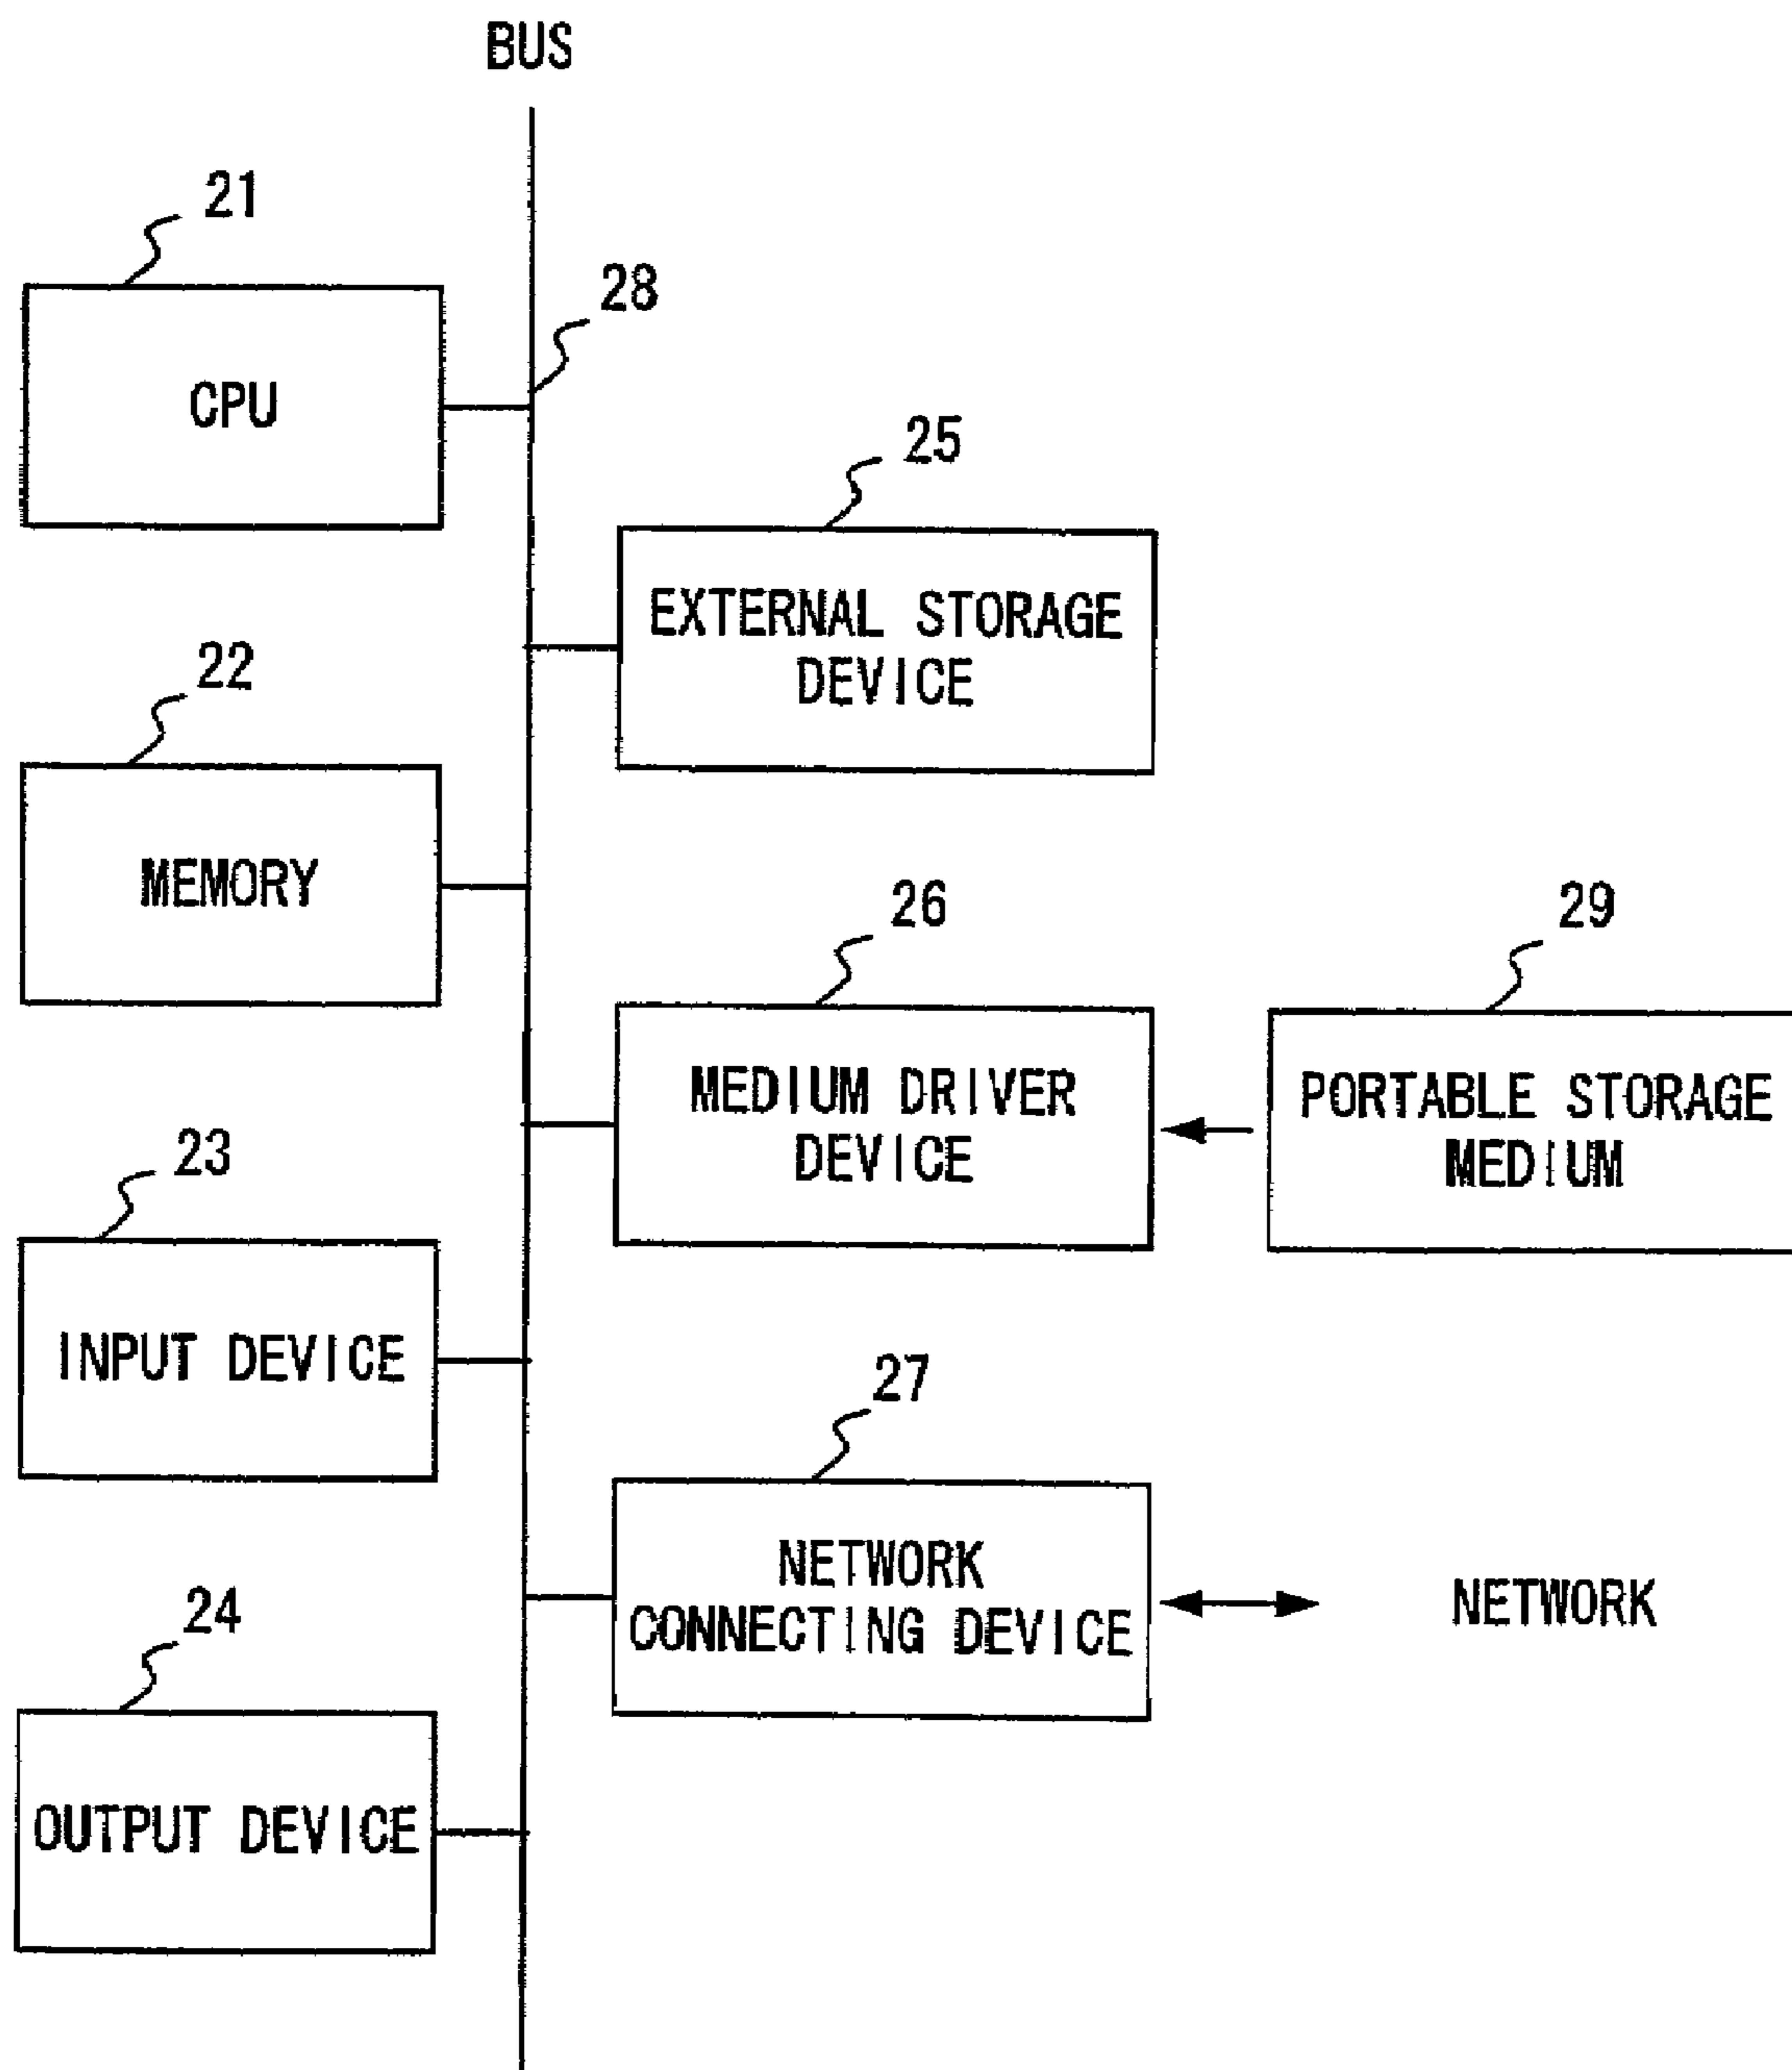 BUS
21
CPU
28
25
EXTERNAL STORAGE
DEVICE
22
MEMORY
26
MEDIUM DRIVER
DEVICE
29
PORTABLE STORAGE
MEDIUM
23
INPUT DEVICE
27
NETWORK
CONNECTING DEVICE
NETWORK
24
OUTPUT DEVICE